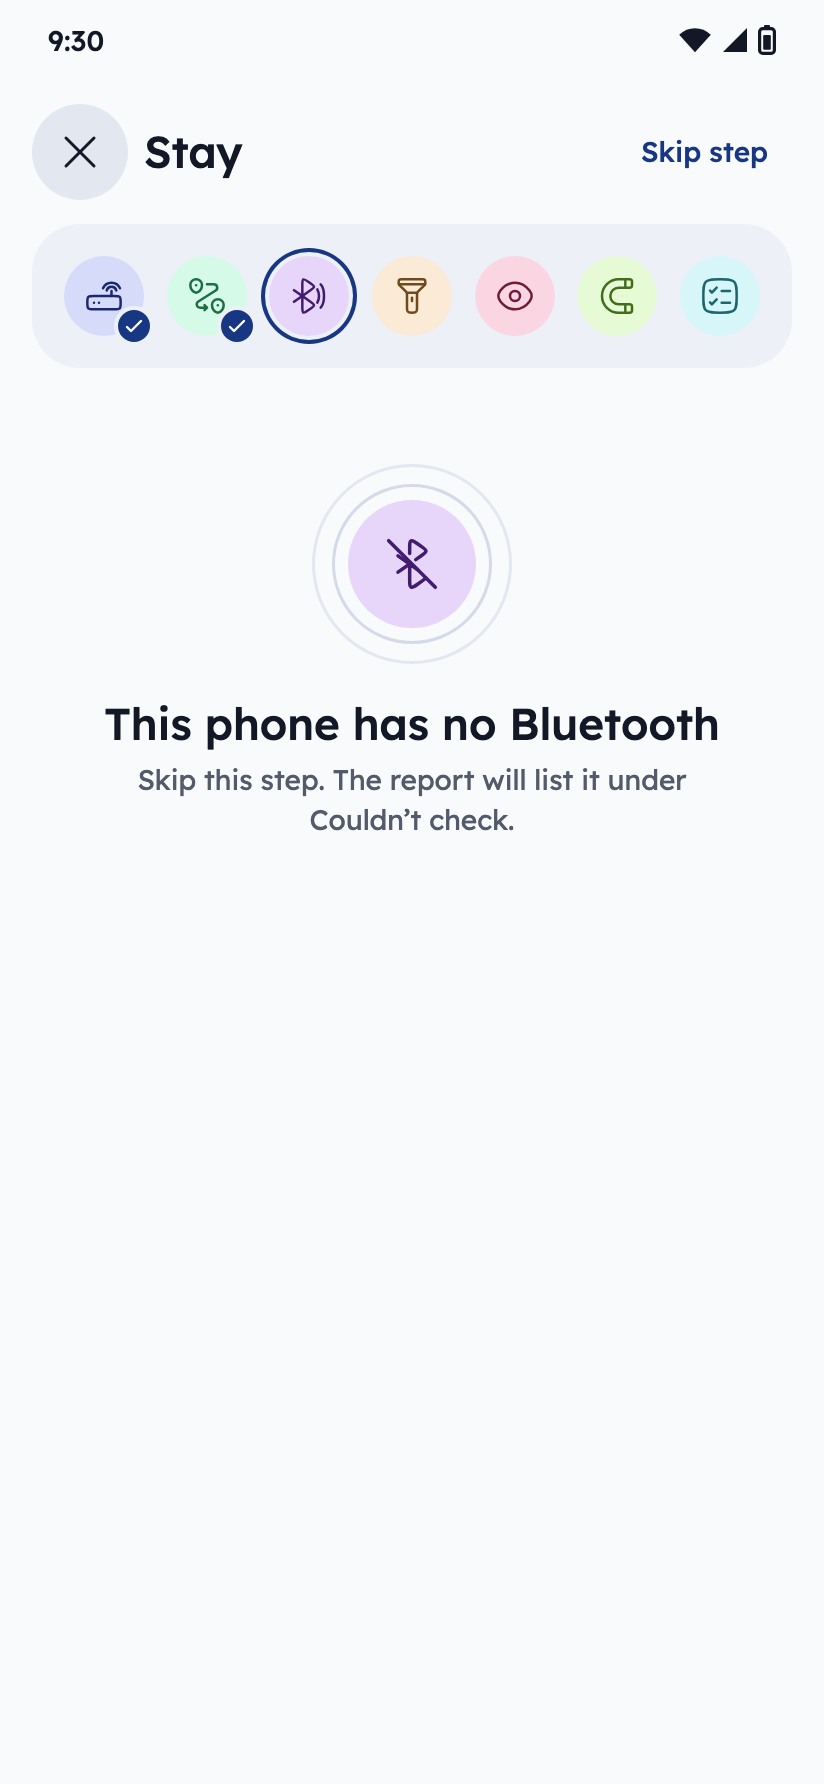 9:30
Stay
Skip step
This phone has no Bluetooth
Skip this step. The report will list it under
Couldn’t check.